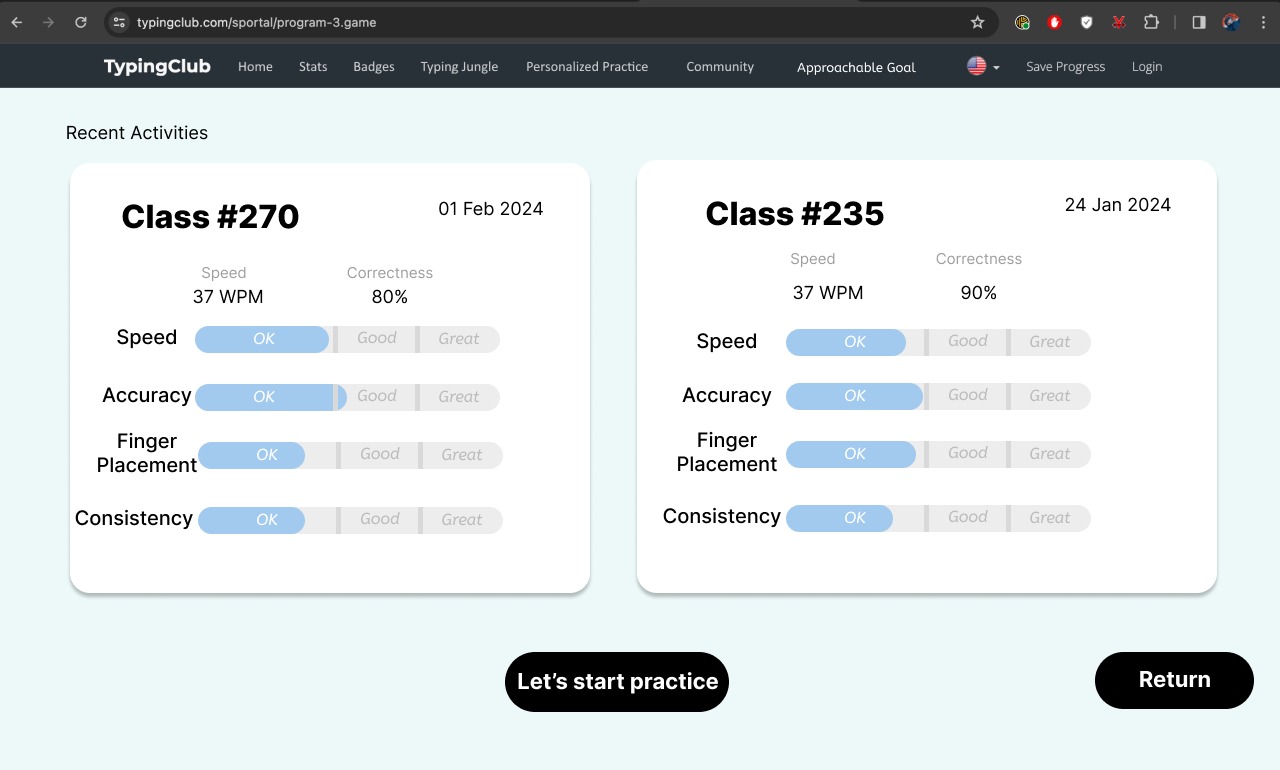 typingclub.com/sportal/program-3.game
TypingClub Home Stats Badges Typing Jungle Personalized Practice Community Approachable Goal Save Progress Login
Recent Activities
Class #270 01 Feb 2024
Speed Correctness
37 WPM 80%
Speed OK Good Great
Accuracy OK Good Great
Finger
Placement OK Good Great
Consistency OK Good Great
Class #235 24 Jan 2024
Speed Correctness
37 WPM 90%
Speed OK Good Great
Accuracy OK Good Great
Finger
Placement OK Good Great
Consistency OK Good Great
Let’s start practice
Return